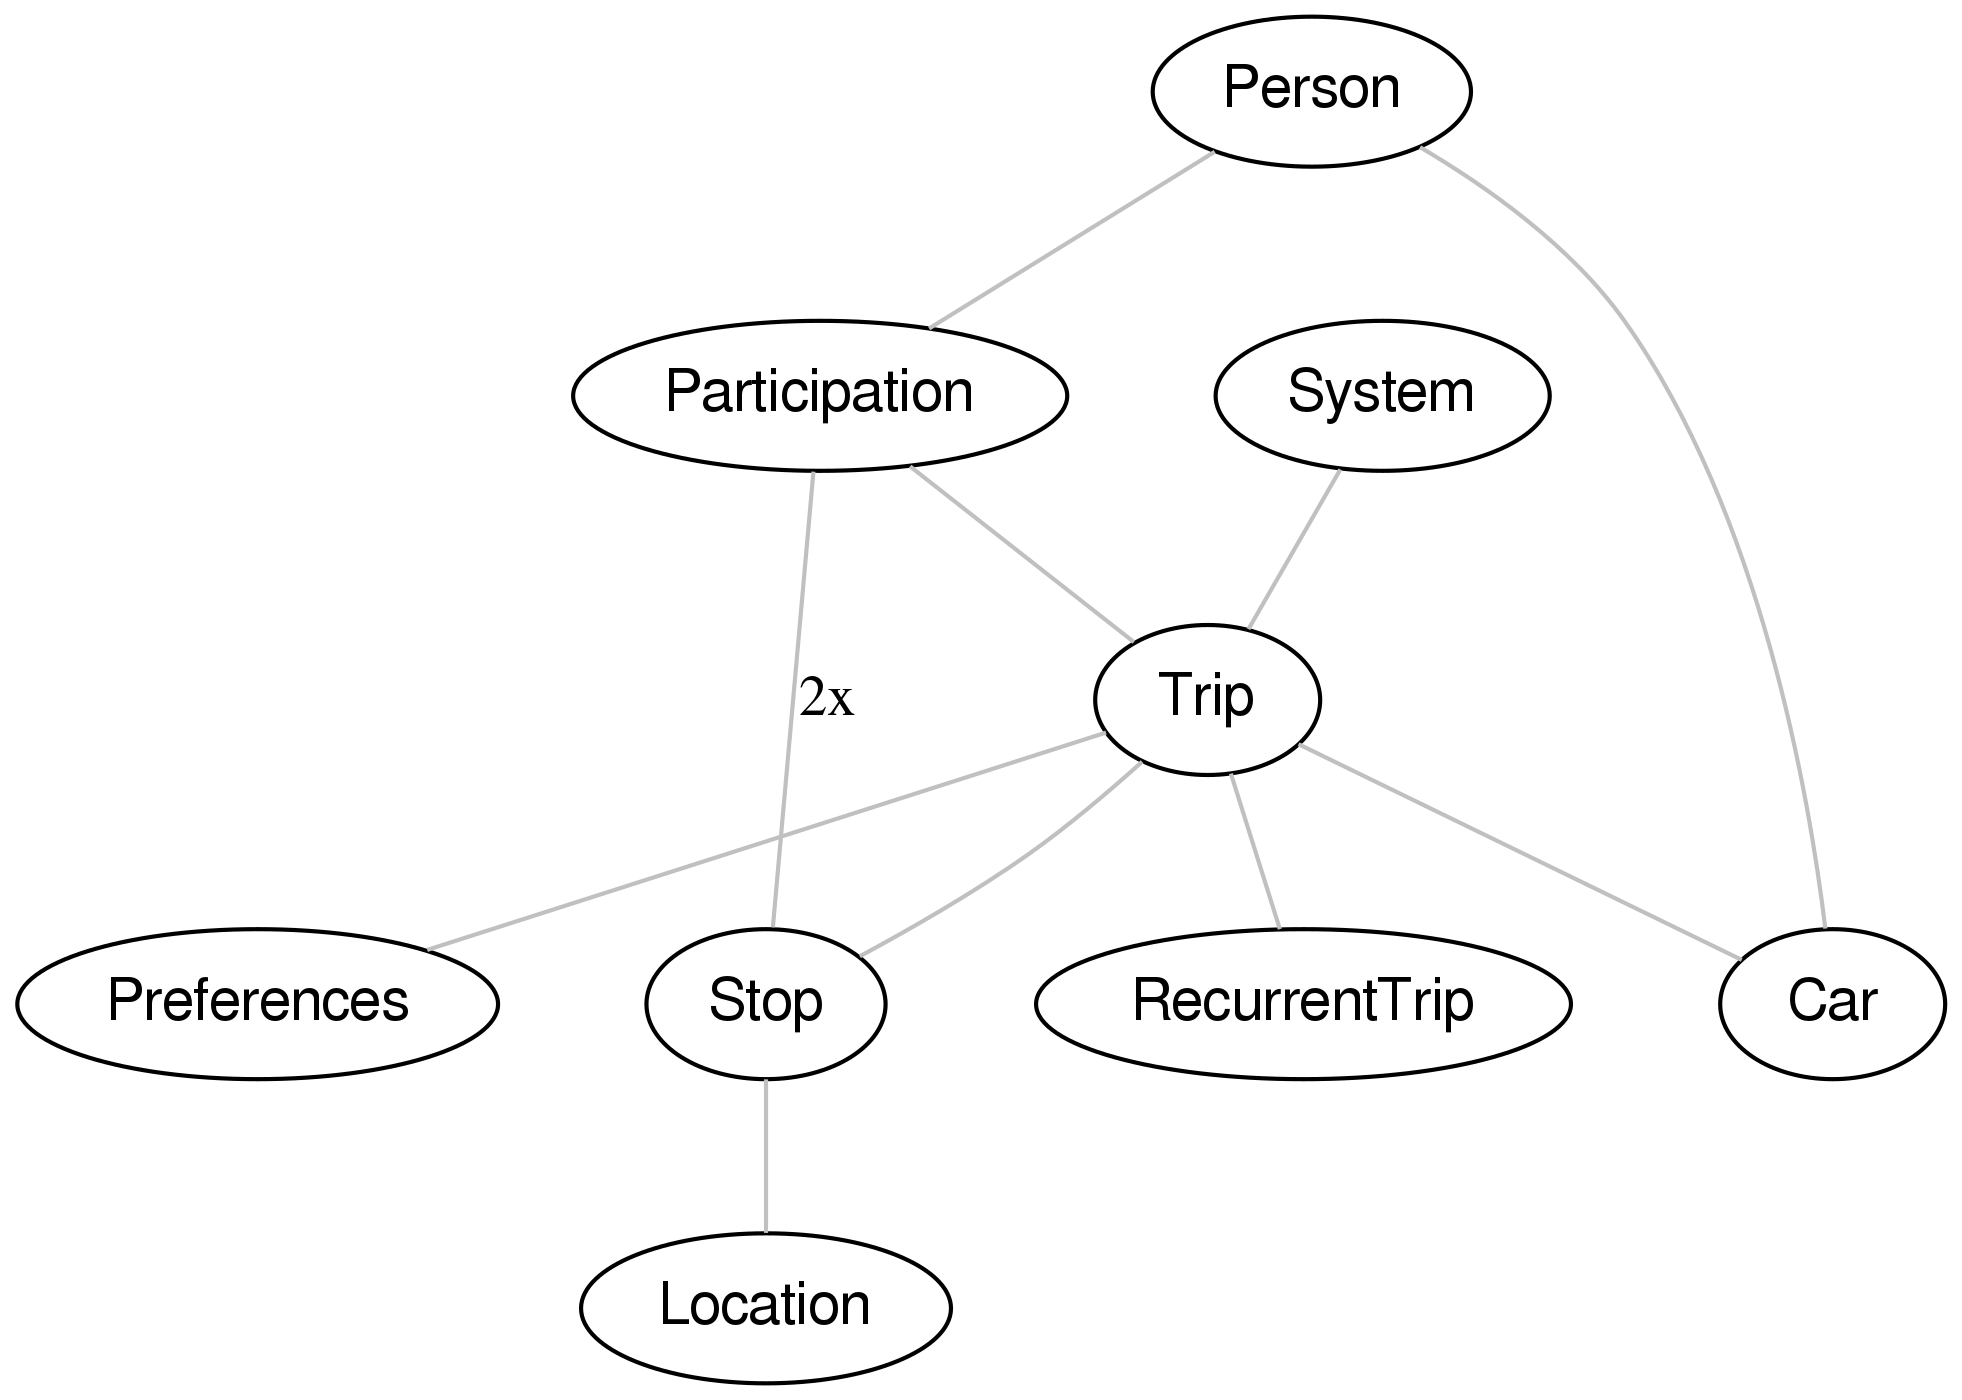 Person
Participation
System
2x
Trip
Preferences
Stop
RecurrentTrip
Car
Location